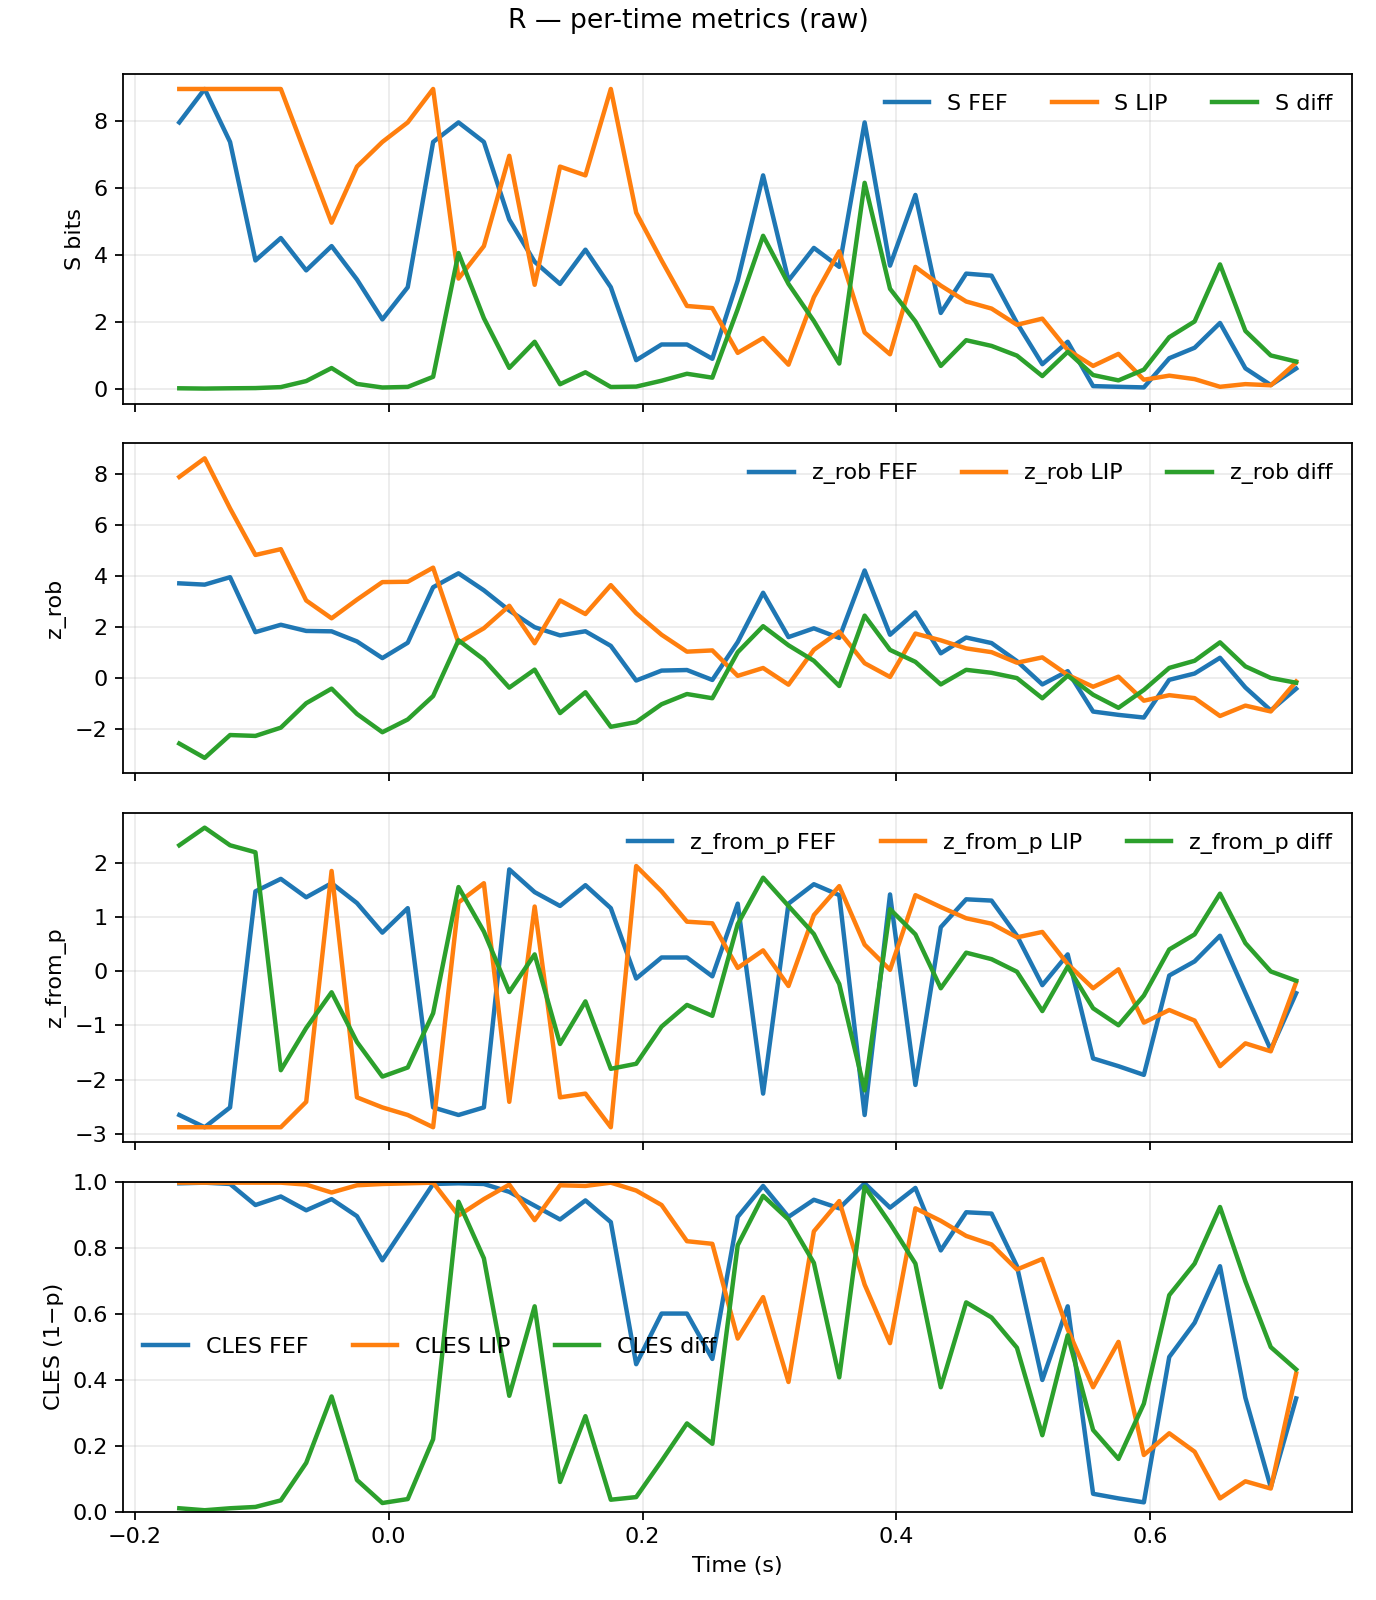 R — per-time metrics (raw)
S FEF S LIP S diff
8
6
4
2
0
S bits
z_rob FEF z_rob LIP z_rob diff
8
6
4
2
0
−2
z_rob
z_from_p FEF z_from_p LIP z_from_p diff
2
1
0
−1
−2
−3
z_from_p
1.0
0.8
0.6
CLES FEF CLES LIP CLES diff
0.4
0.2
0.0
CLES (1−p)
−0.2 0.0 0.2 0.4 0.6
Time (s)